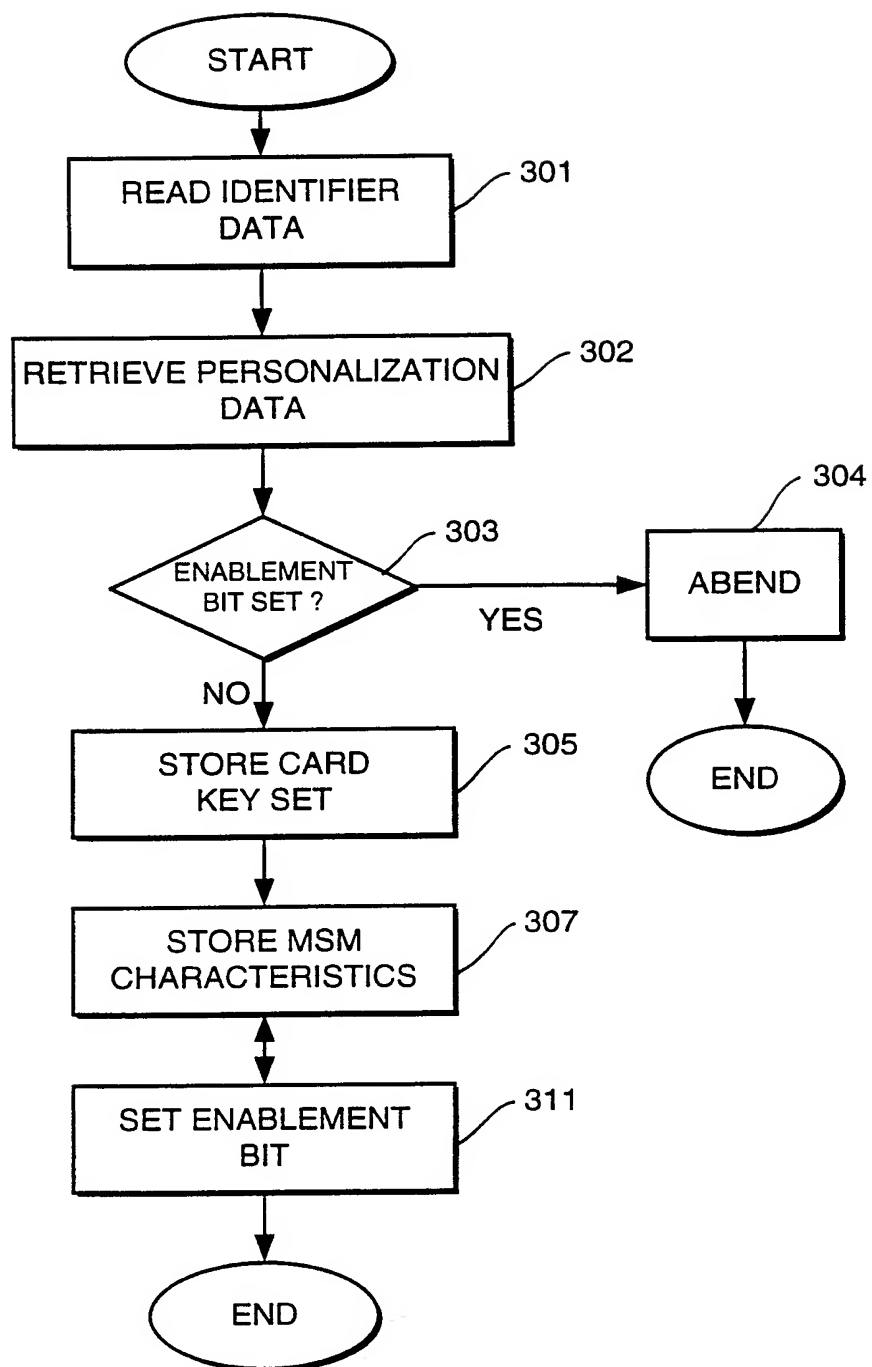 START
READ IDENTIFIER
DATA
301
RETRIEVE PERSONALIZATION
DATA
302
ENABLEMENT
BIT SET ?
303
YES
304
ABEND
END
NO
STORE CARD
KEY SET
305
STORE MSM
CHARACTERISTICS
307
SET ENABLEMENT
BIT
311
END